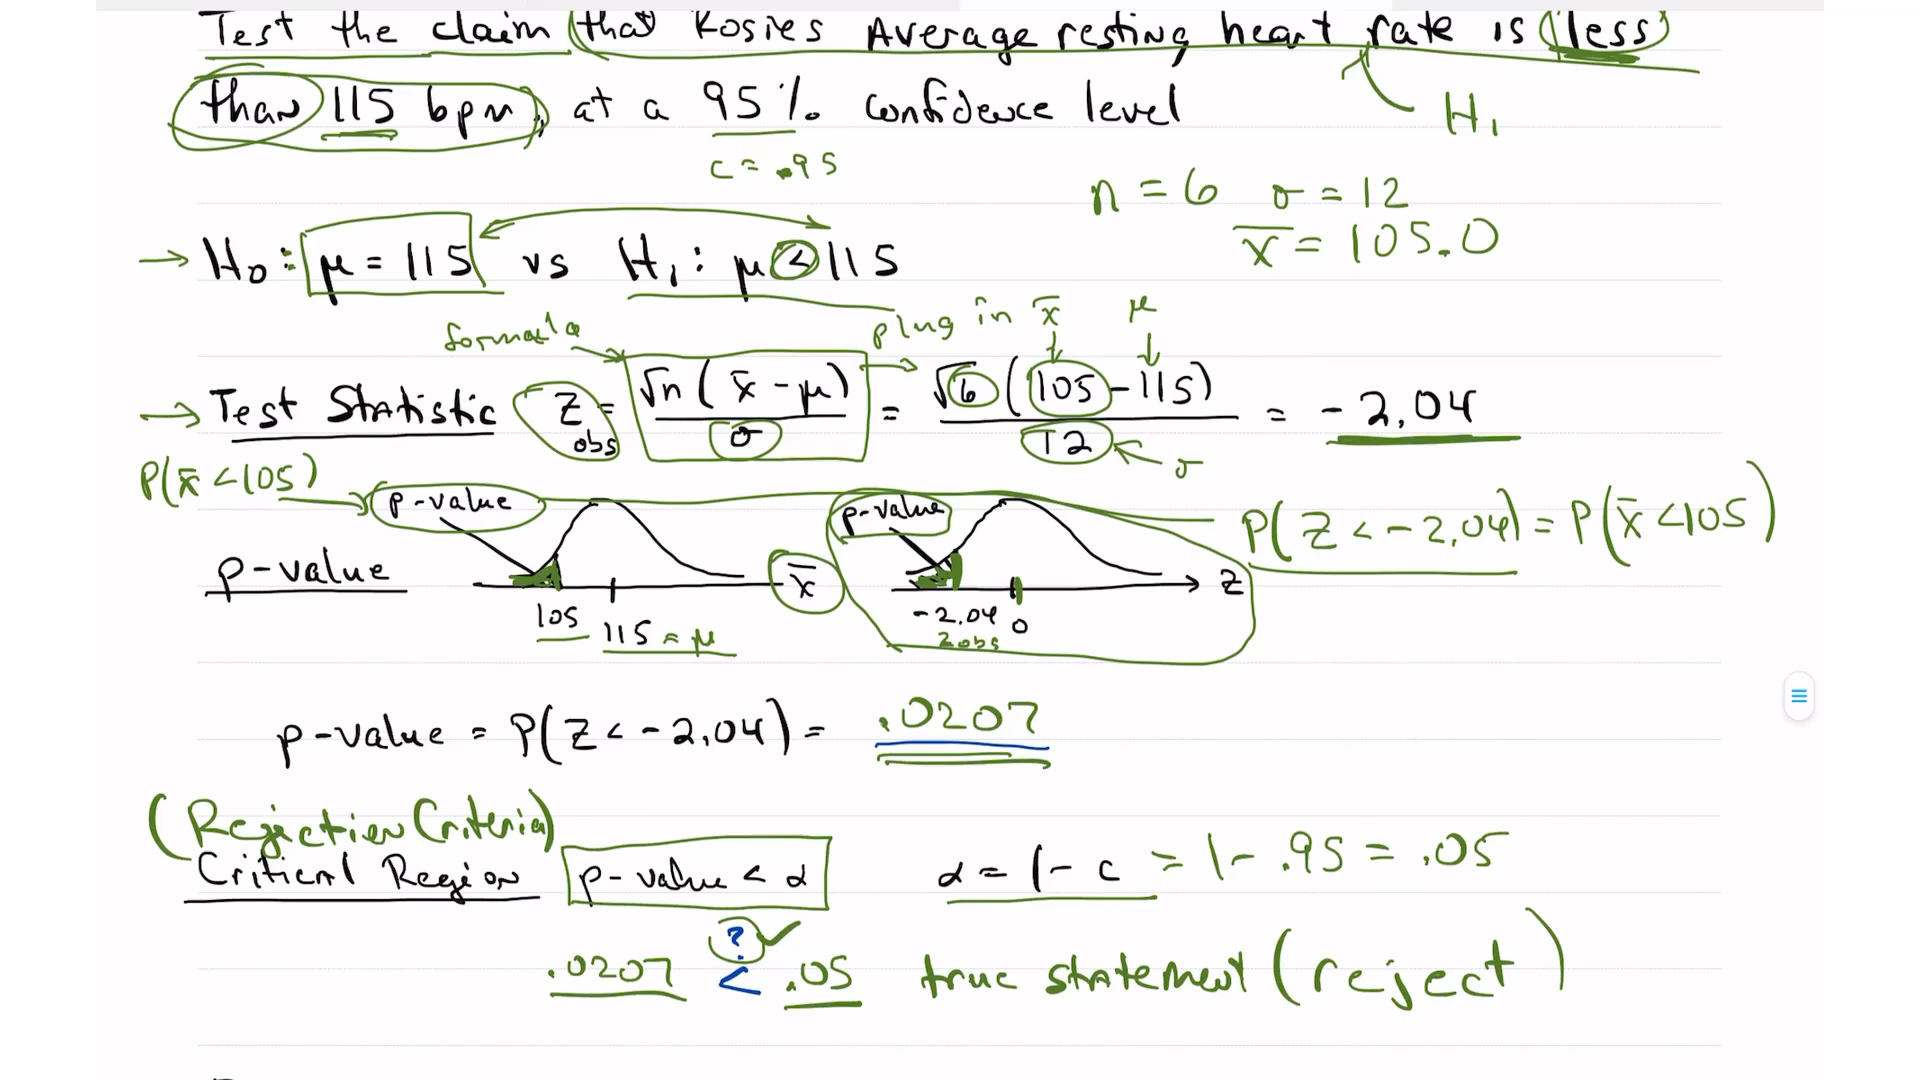 Test the claim that Rosies Average resting heart rate is less
than 115 bpm, at a 95% confidence level
H₁
c = .95
n = 6 σ = 12
x̄ = 105.0
→ H₀: μ = 115 vs H₁: μ < 115
formula plug in x̄ μ
→ Test Statistic Z obs = √n (x̄ - μ) / σ = √6 (105 - 115) / 12 = -2.04
σ
P(x̄ < 105) p-value p-value P(Z < -2.04) = P(x̄ < 105)
p-value x̄ Z
105 115 = μ -2.04 0
Zobs
p-value = P(Z < -2.04) = .0207
(Rejection Criteria)
Critical Region p-value < α α = 1 - c = 1 - .95 = .05
? ✓
.0207 < .05 true statement (reject)